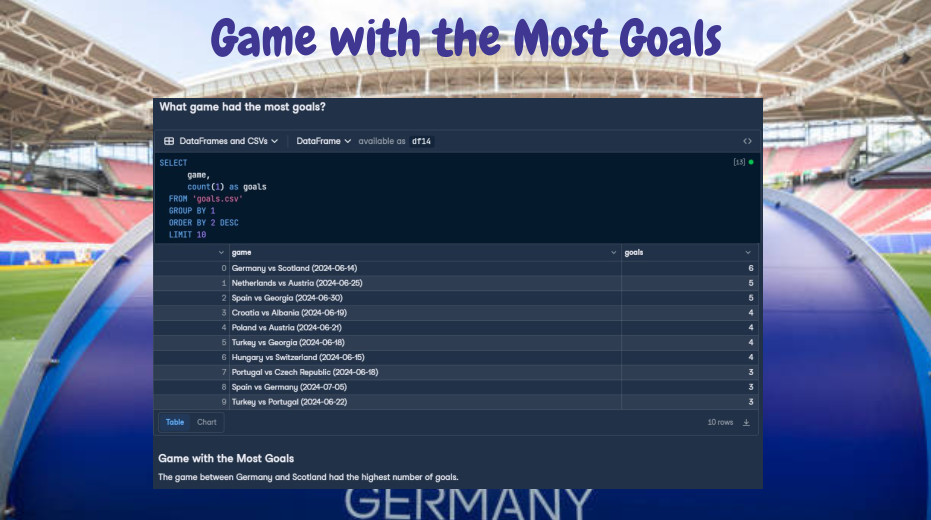 Game with the Most Goals
What game had the most goals?
DataFrames and CSVs DataFrame available as df14
SELECT [13]
game,
count(1) as goals
FROM 'goals.csv'
GROUP BY 1
ORDER BY 2 DESC
LIMIT 10
game goals
0 Germany vs Scotland (2024-06-14) 6
1 Netherlands vs Austria (2024-06-25) 5
2 Spain vs Georgia (2024-06-30) 5
3 Croatia vs Albania (2024-06-19) 4
4 Poland vs Austria (2024-06-21) 4
5 Turkey vs Georgia (2024-06-18) 4
6 Hungary vs Switzerland (2024-06-15) 4
7 Portugal vs Czech Republic (2024-06-18) 3
8 Spain vs Germany (2024-07-05) 3
9 Turkey vs Portugal (2024-06-22) 3
Table Chart 10 rows
Game with the Most Goals
The game between Germany and Scotland had the highest number of goals.
GERMANY